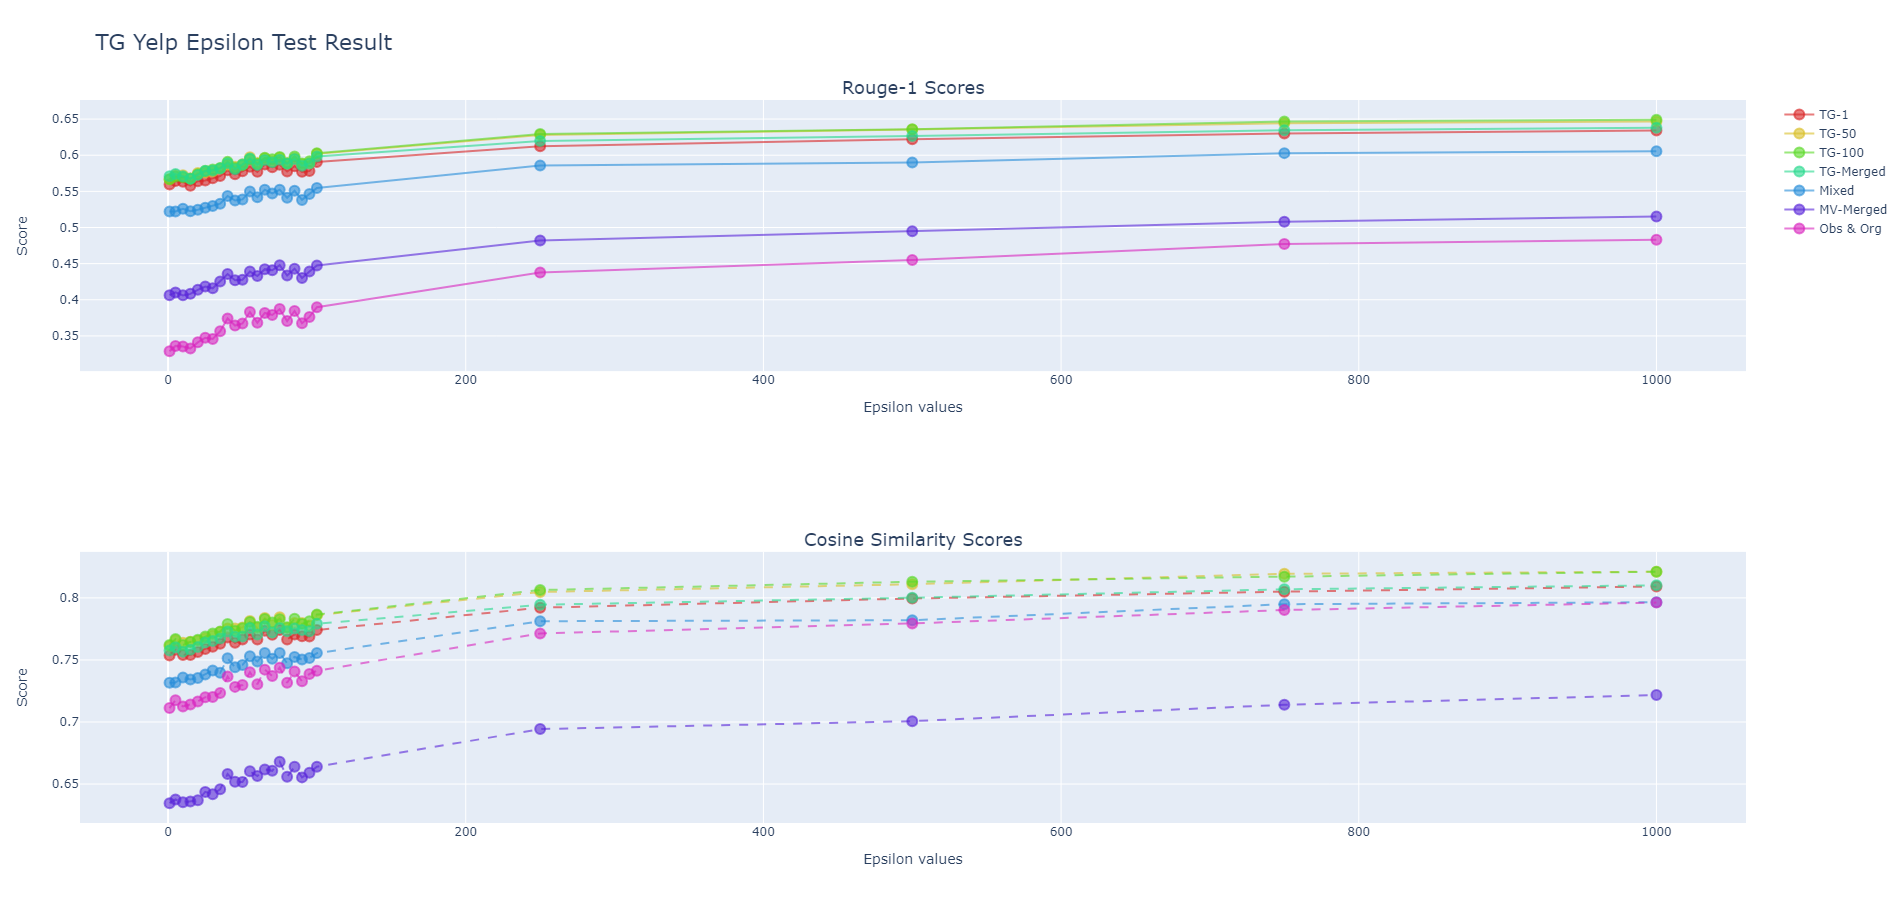 TG Yelp Epsilon Test Result
Rouge-1 Scores
0.65
0.6
0.55
0.5
0.45
0.4
0.35
Score
0 200 400 600 800 1000
Epsilon values
TG-1
TG-50
TG-100
TG-Merged
Mixed
MV-Merged
Obs & Org
Cosine Similarity Scores
0.8
0.75
0.7
0.65
Score
0 200 400 600 800 1000
Epsilon values